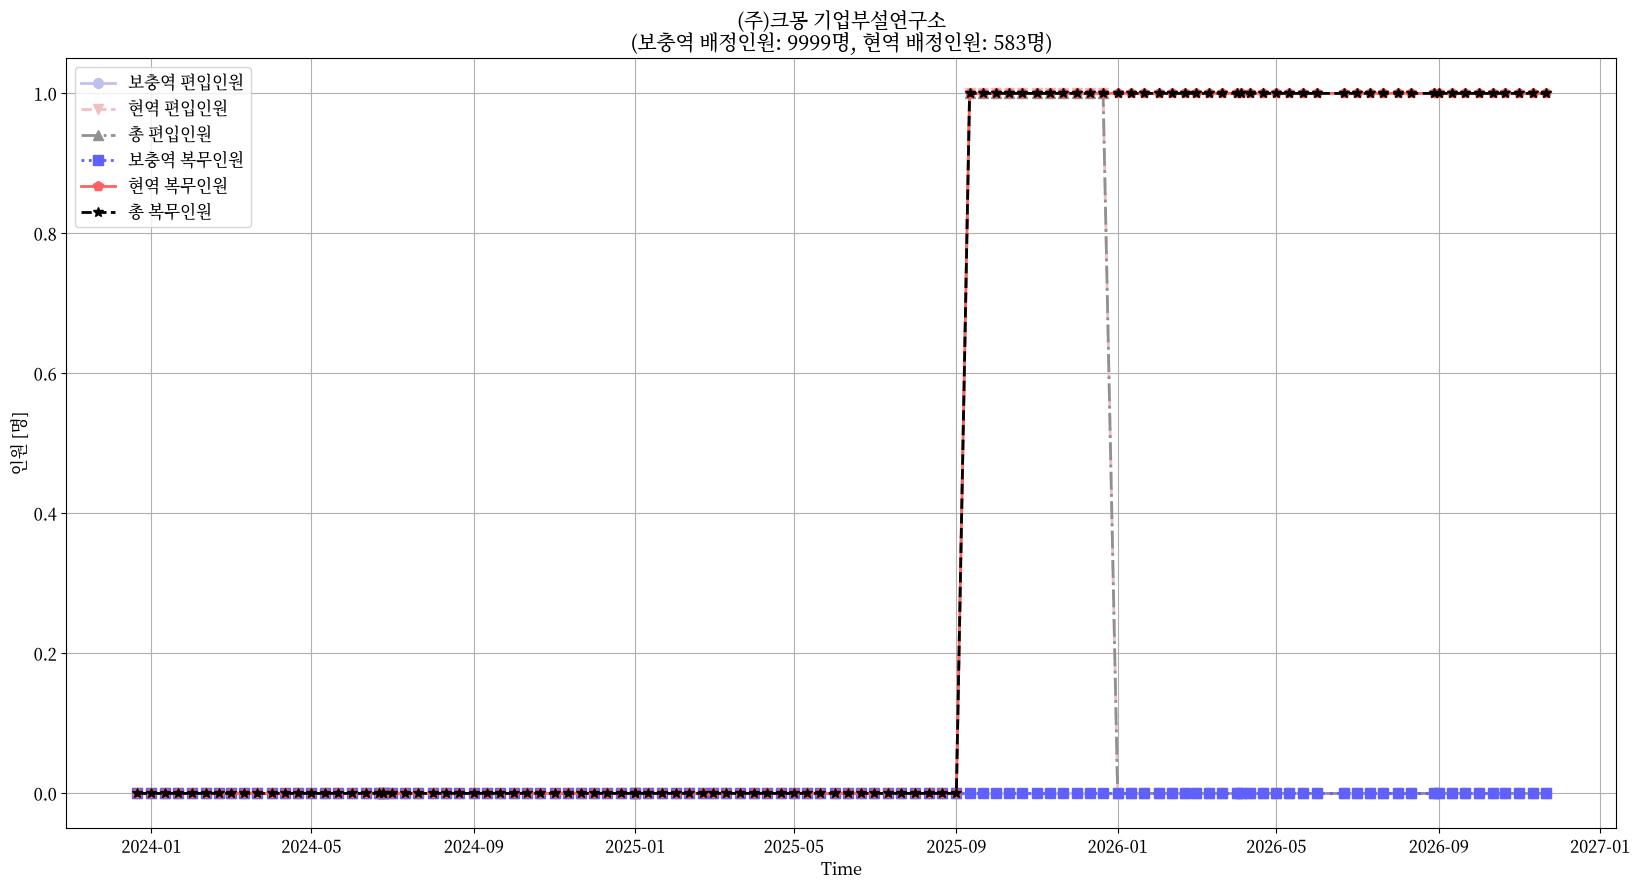 (주)크몽 기업부설연구소
(보충역 배정인원: 9999명, 현역 배정인원: 583명)
보충역 편입인원
현역 편입인원
총 편입인원
보충역 복무인원
현역 복무인원
총 복무인원
1.0
0.8
0.6
0.4
0.2
0.0
인원 [명]
2024-01
2024-05
2024-09
2025-01
2025-05
2025-09
2026-01
2026-05
2026-09
2027-01
Time